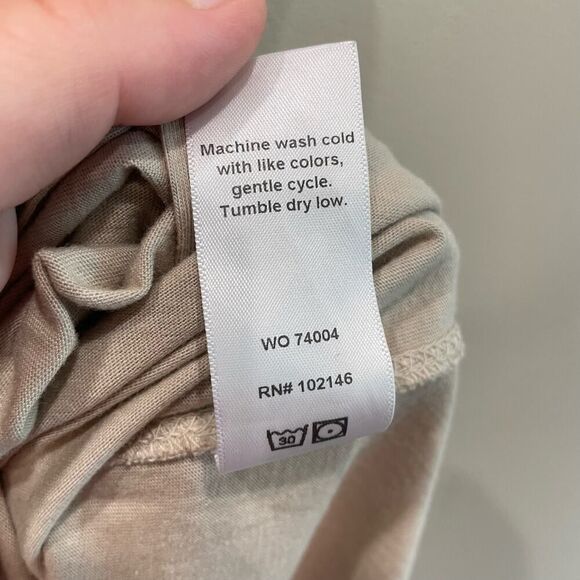 Machine wash cold
with like colors,
gentle cycle.
Tumble dry low.
WO 74004
RN# 102146
30